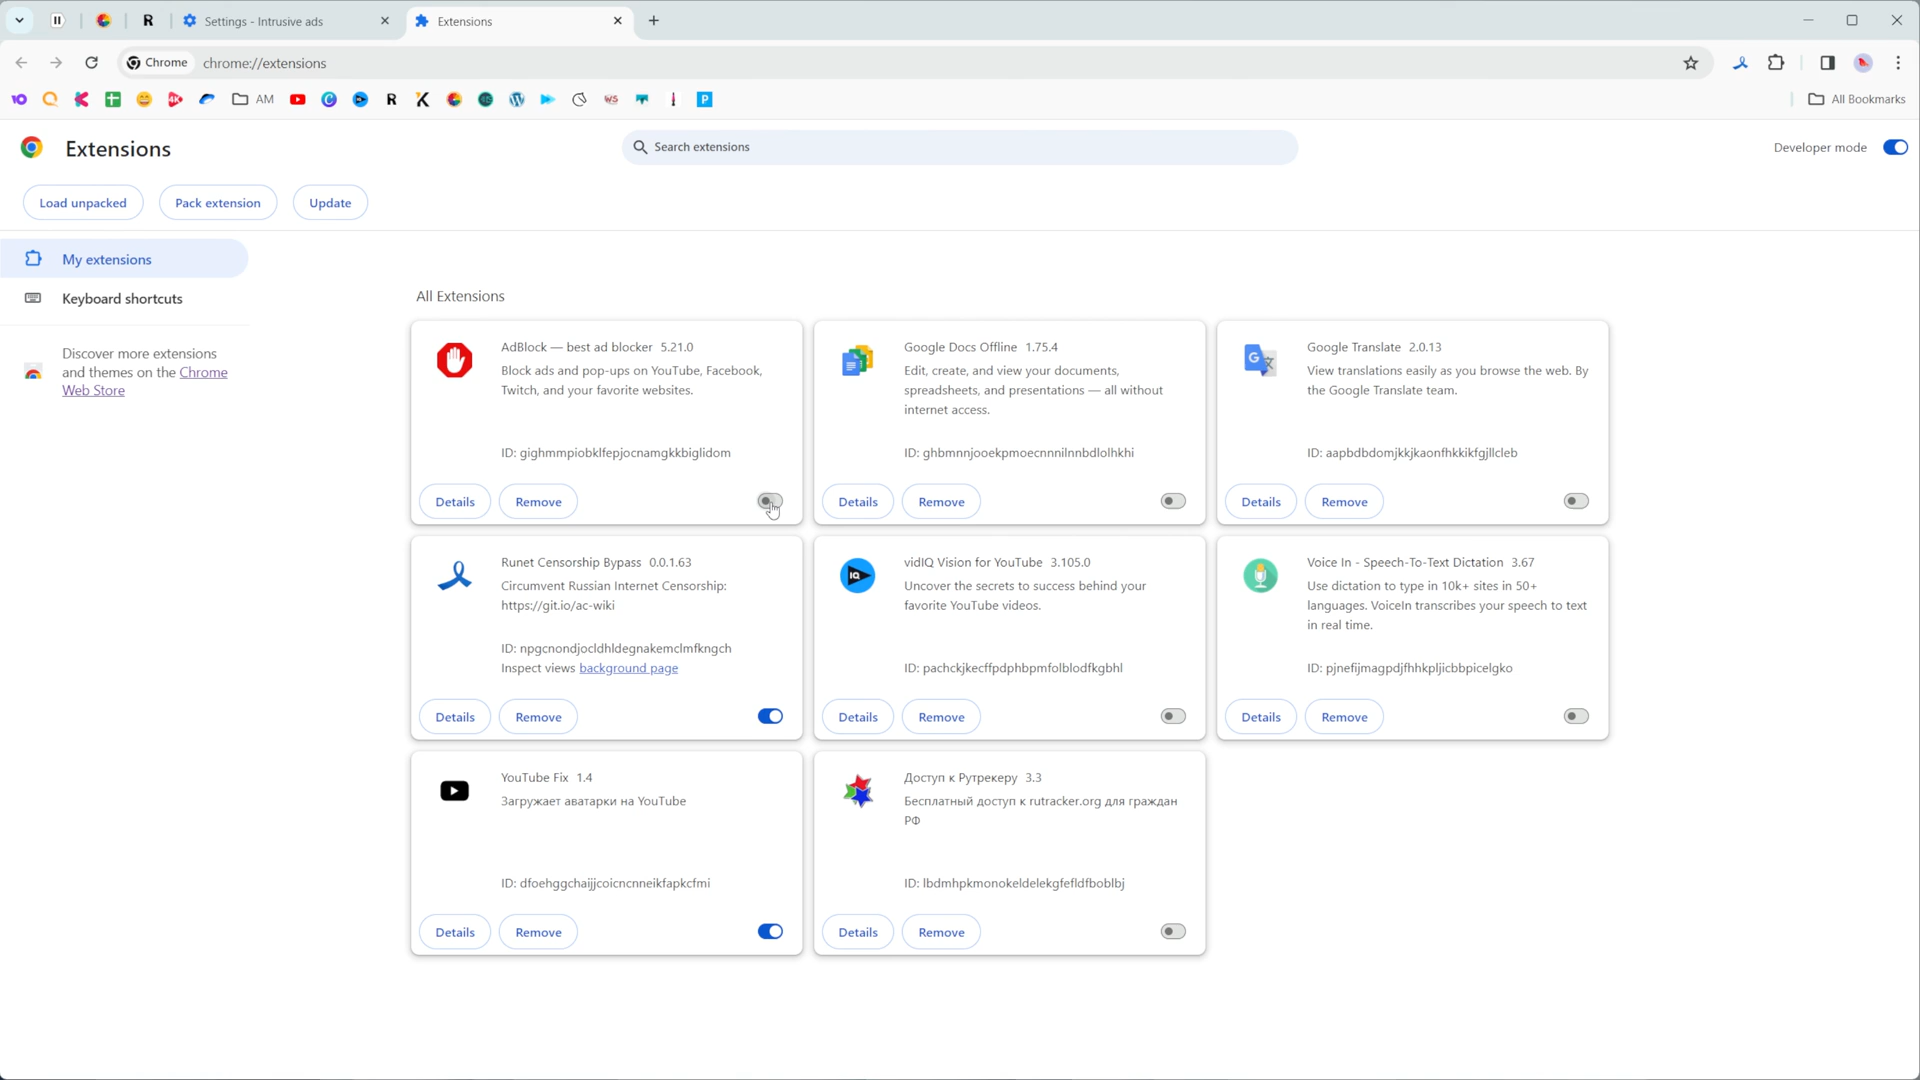 Settings - Intrusive ads
Extensions
Chrome
chrome://extensions
AM
All Bookmarks
Extensions
Search extensions
Developer mode
Load unpacked
Pack extension
Update
My extensions
Keyboard shortcuts
Discover more extensions
and themes on the Chrome
Web Store
All Extensions
AdBlock — best ad blocker 5.21.0
Block ads and pop-ups on YouTube, Facebook,
Twitch, and your favorite websites.
ID: gighmmpiobklfepjocnamgkkbiglidom
Details
Remove
Google Docs Offline 1.75.4
Edit, create, and view your documents,
spreadsheets, and presentations — all without
internet access.
ID: ghbmnnjooekpmoecnnnilnnbdlolhkhi
Details
Remove
Google Translate 2.0.13
View translations easily as you browse the web. By
the Google Translate team.
ID: aapbdbdomjkkjkaonfhkkikfgjllcleb
Details
Remove
Runet Censorship Bypass 0.0.1.63
Circumvent Russian Internet Censorship:
https://git.io/ac-wiki
ID: npgcnondjocldhldegnakemclmfkngch
Inspect views background page
Details
Remove
vidIQ Vision for YouTube 3.105.0
Uncover the secrets to success behind your
favorite YouTube videos.
ID: pachckjkecffpdphbpmfolblodfkgbhl
Details
Remove
Voice In - Speech-To-Text Dictation 3.67
Use dictation to type in 10k+ sites in 50+
languages. VoiceIn transcribes your speech to text
in real time.
ID: pjnefijmagpdjfhhkpljicbbpicelgko
Details
Remove
YouTube Fix 1.4
Загружает аватарки на YouTube
ID: dfoehggchaijjcoicncnneikfapkcfmi
Details
Remove
Доступ к Рутрекеру 3.3
Бесплатный доступ к rutracker.org для граждан
РФ
ID: lbdmhpkmonokeldelekgfefldfboblbj
Details
Remove